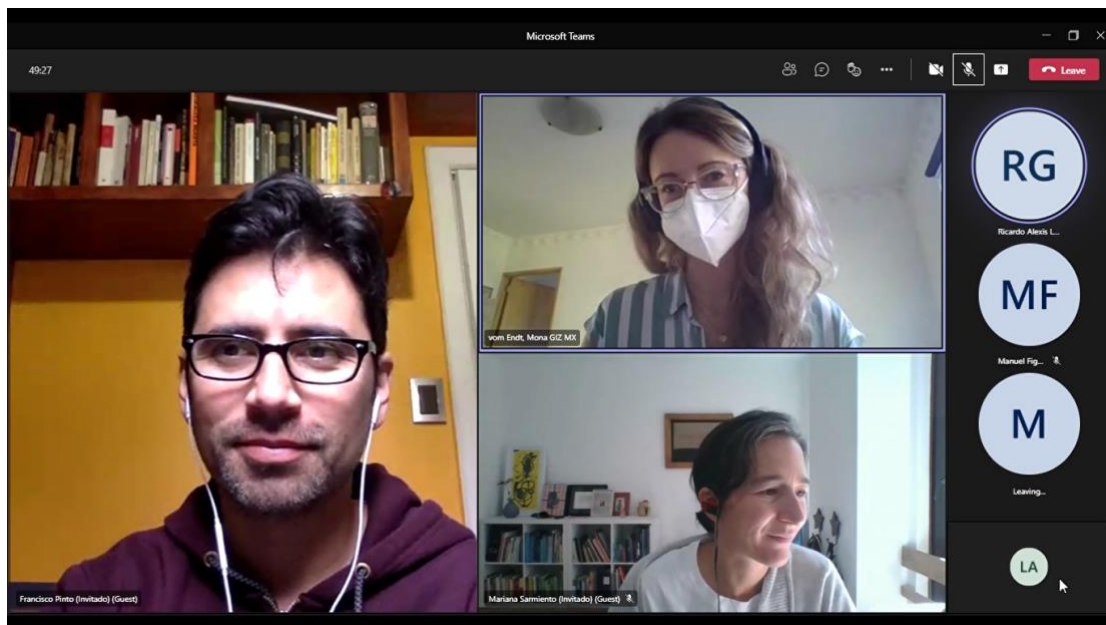 Microsoft Teams
49:27
Leave
RG
Ricardo Alexis L...
vom Endt, Mona GIZ MX
MF
Manuel Fig...
M
Leaving...
Francisco Pinto (Invitado) (Guest)
Mariana Sarmiento (Invitado) (Guest)
LA